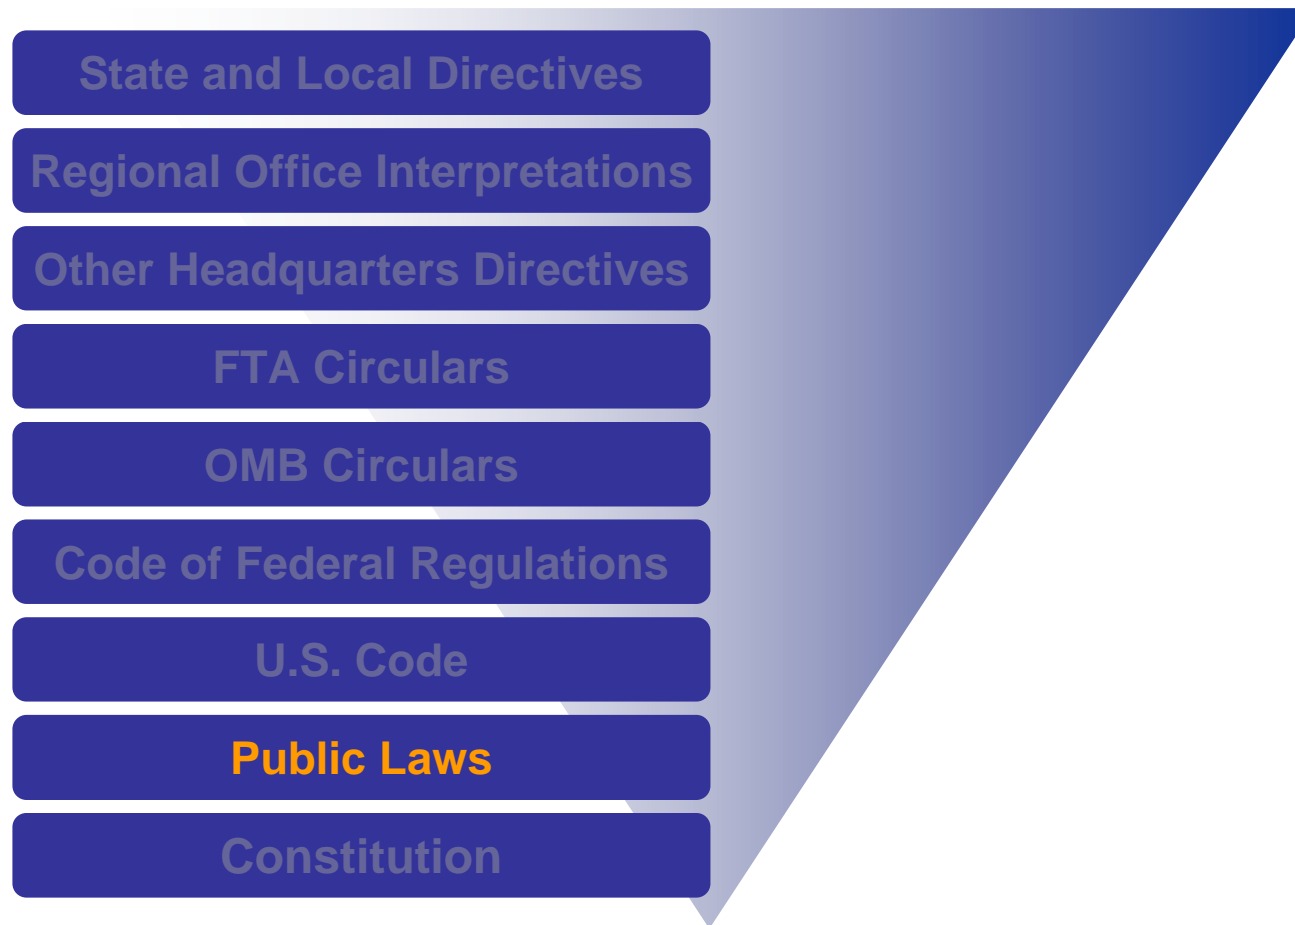 State and Local Directives
Regional Office Interpretations
Other Headquarters Directives
FTA Circulars
OMB Circulars
Code of Federal Regulations
U.S. Code
Public Laws
Constitution